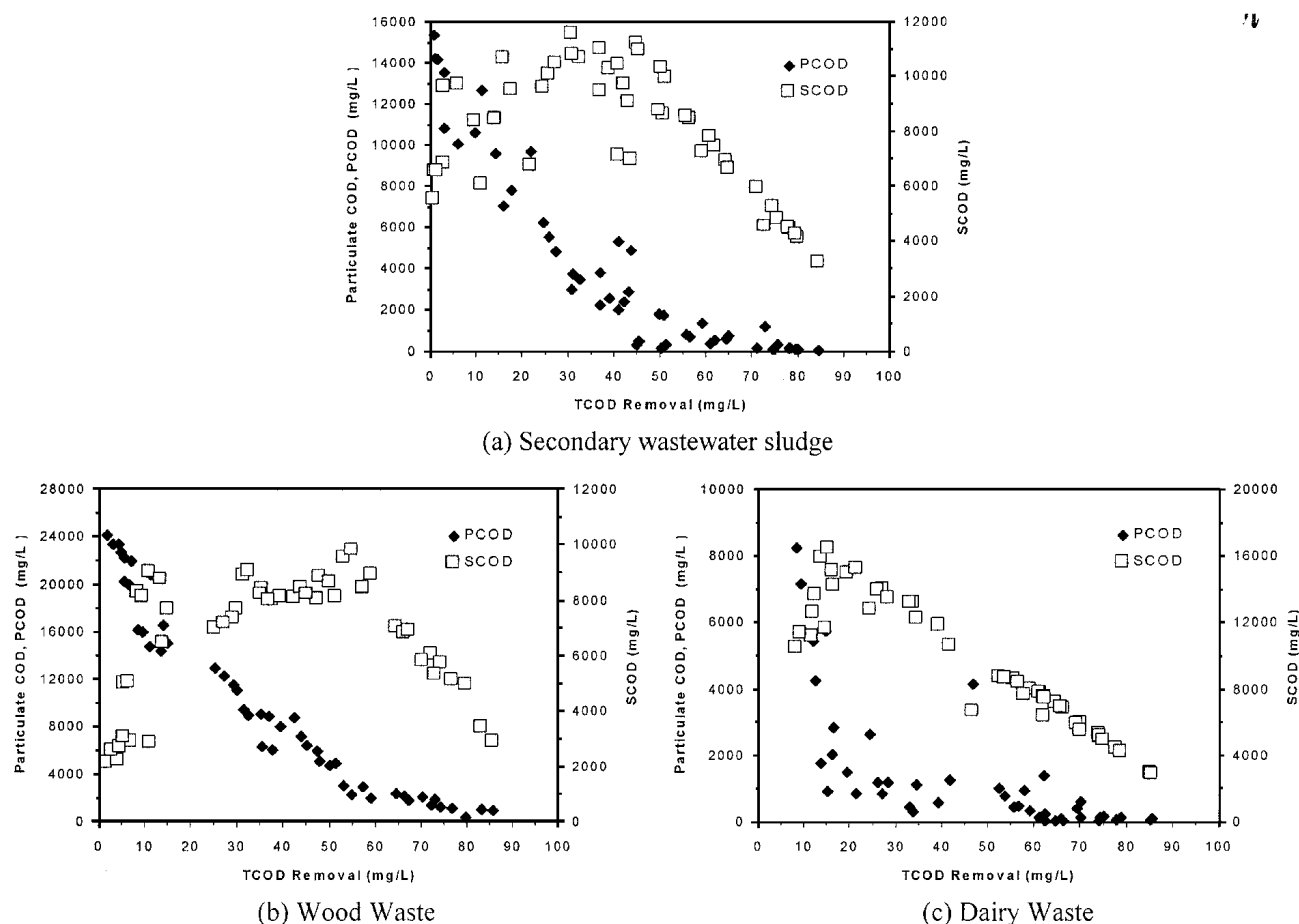 16000
14000
12000
10000
8000
6000
4000
2000
0
Particulate COD, PCOD (mg/L)
12000
10000
8000
6000
4000
2000
0
SCOD (mg/L)
PCOD
SCOD
0 10 20 30 40 50 60 70 80 90 100
TCOD Removal (mg/L)
(a) Secondary wastewater sludge
28000
24000
20000
16000
12000
8000
4000
0
Particulate COD, PCOD (mg/L)
12000
10000
8000
6000
4000
2000
0
SCOD (mg/L)
PCOD
SCOD
0 10 20 30 40 50 60 70 80 90 100
TCOD Removal (mg/L)
(b) Wood Waste
10000
8000
6000
4000
2000
0
Particulate COD, PCOD (mg/L)
20000
16000
12000
8000
4000
0
SCOD (mg/L)
PCOD
SCOD
0 10 20 30 40 50 60 70 80 90 100
TCOD Removal (mg/L)
(c) Dairy Waste